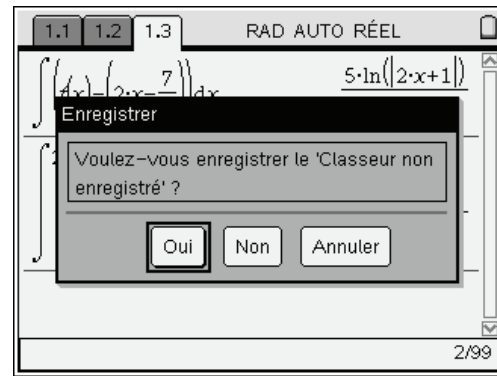 1.1 1.2 1.3 RAD AUTO RÉEL
5·ln(|2·x+1|)
7
Enregistrer
Voulez-vous enregistrer le 'Classeur non
enregistré' ?
Oui Non Annuler
2/99